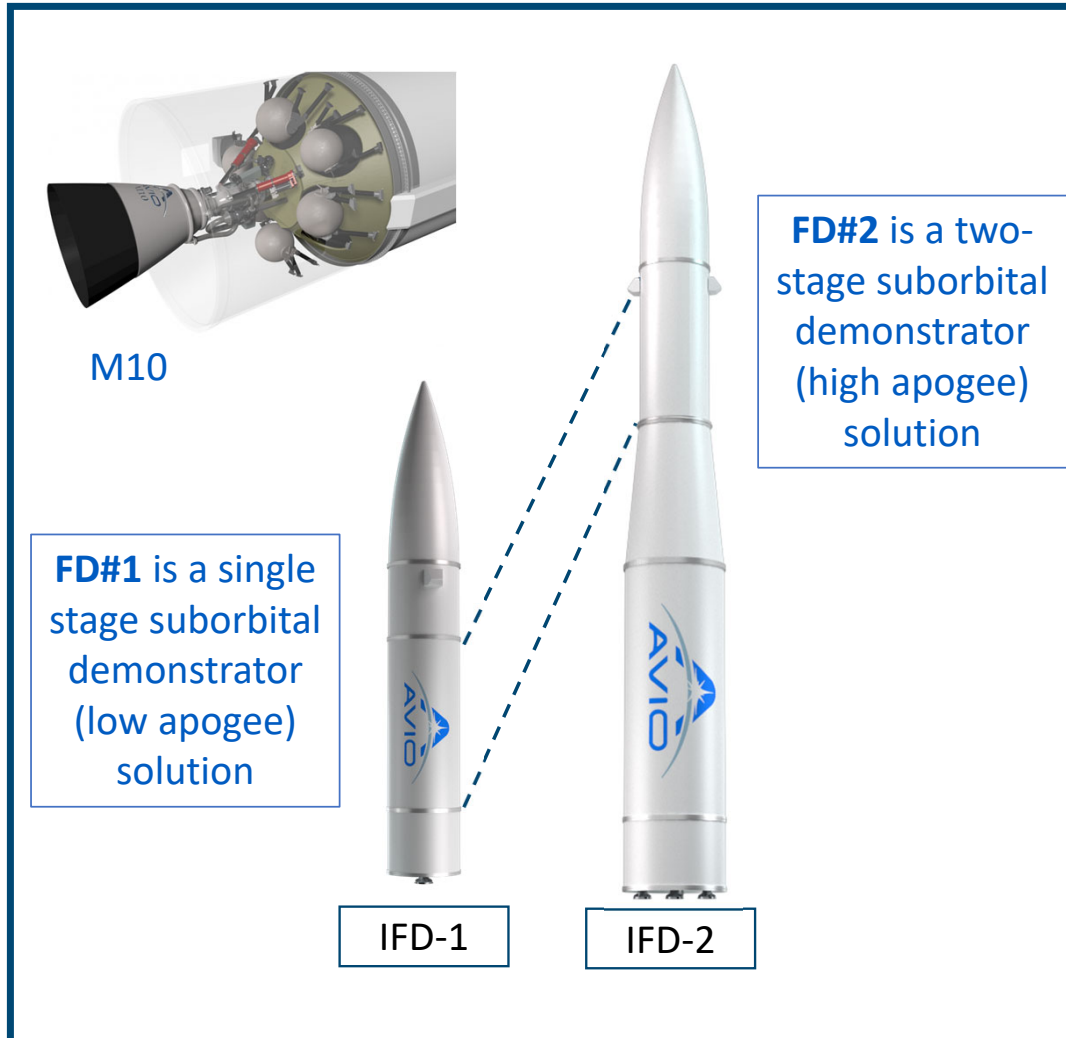 AVIO
M10
FD#2 is a two-
stage suborbital
demonstrator
(high apogee)
solution
FD#1 is a single
stage suborbital
demonstrator
(low apogee)
solution
AVIO
AVIO
IFD-1
IFD-2